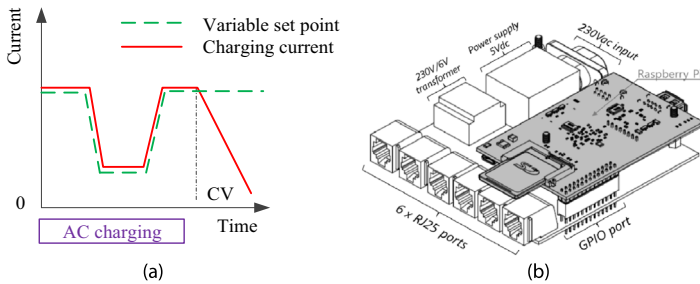 Current
Variable set point
Charging current
0
CV
Time
AC charging
(a)
230V/6V
transformer
Power supply
5Vdc
230Vac input
Raspberry P
6 x RJ25 ports
GPIO port
(b)